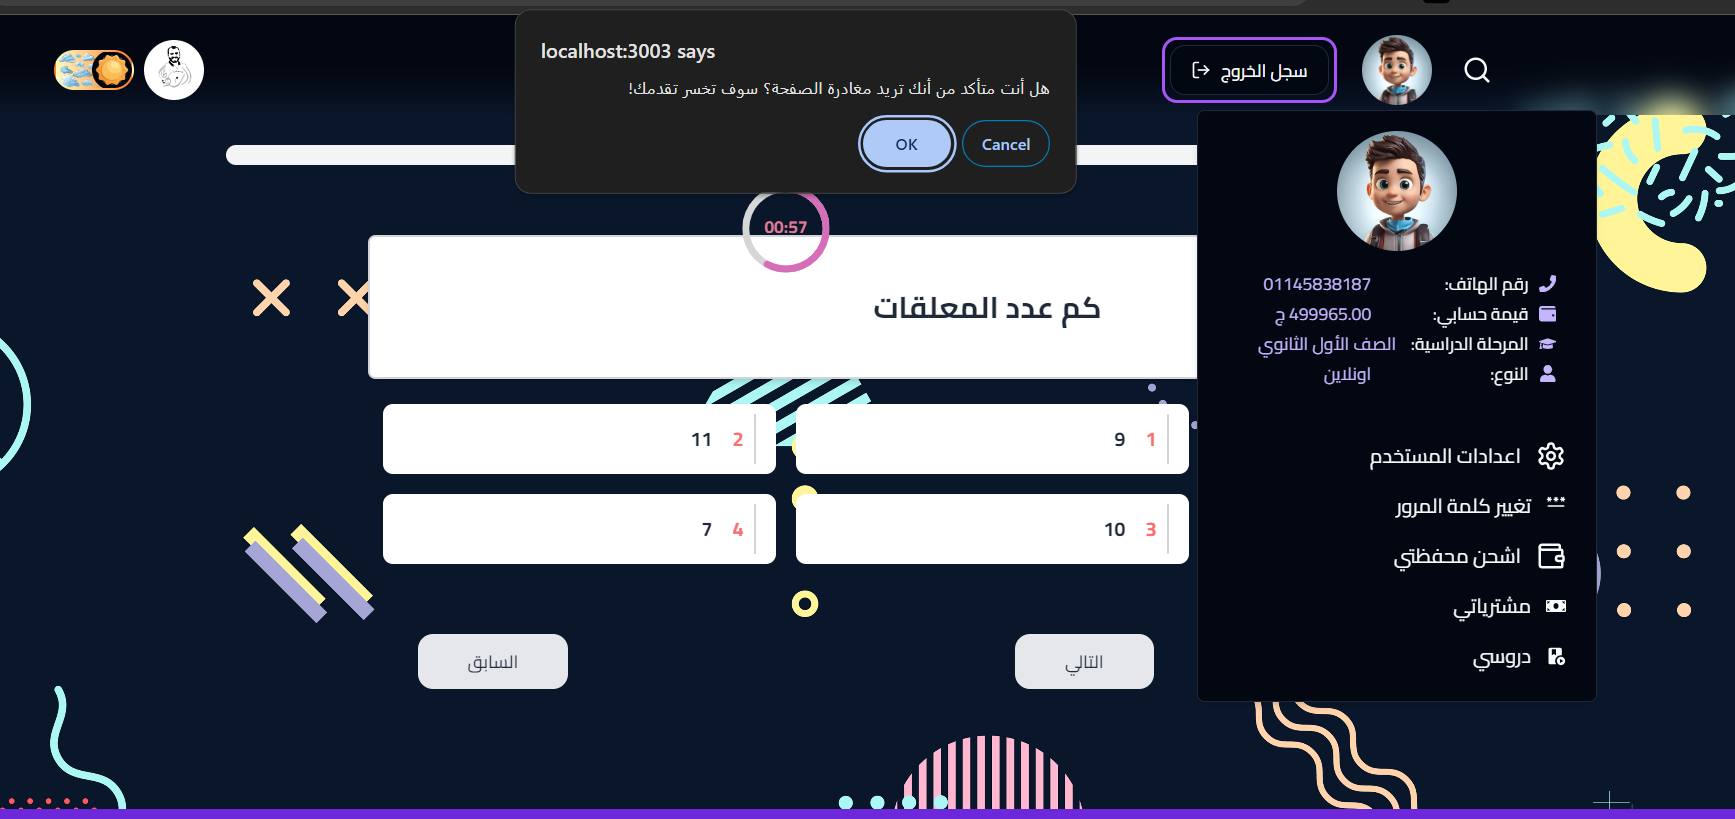 localhost:3003 says
هل أنت متأكد من أنك تريد مغادرة الصفحة؟ سوف تخسر تقدمك!
OK
Cancel
سجل الخروج
رقم الهاتف: 01145838187
قيمة حسابي: 499965.00 ج
المرحلة الدراسية: الصف الأول الثانوي
النوع: اونلاين
اعدادات المستخدم
تغيير كلمة المرور
اشحن محفظتي
مشترياتي
دروسي
00:57
كم عدد المعلقات
1 9
2 11
3 10
4 7
التالي
السابق